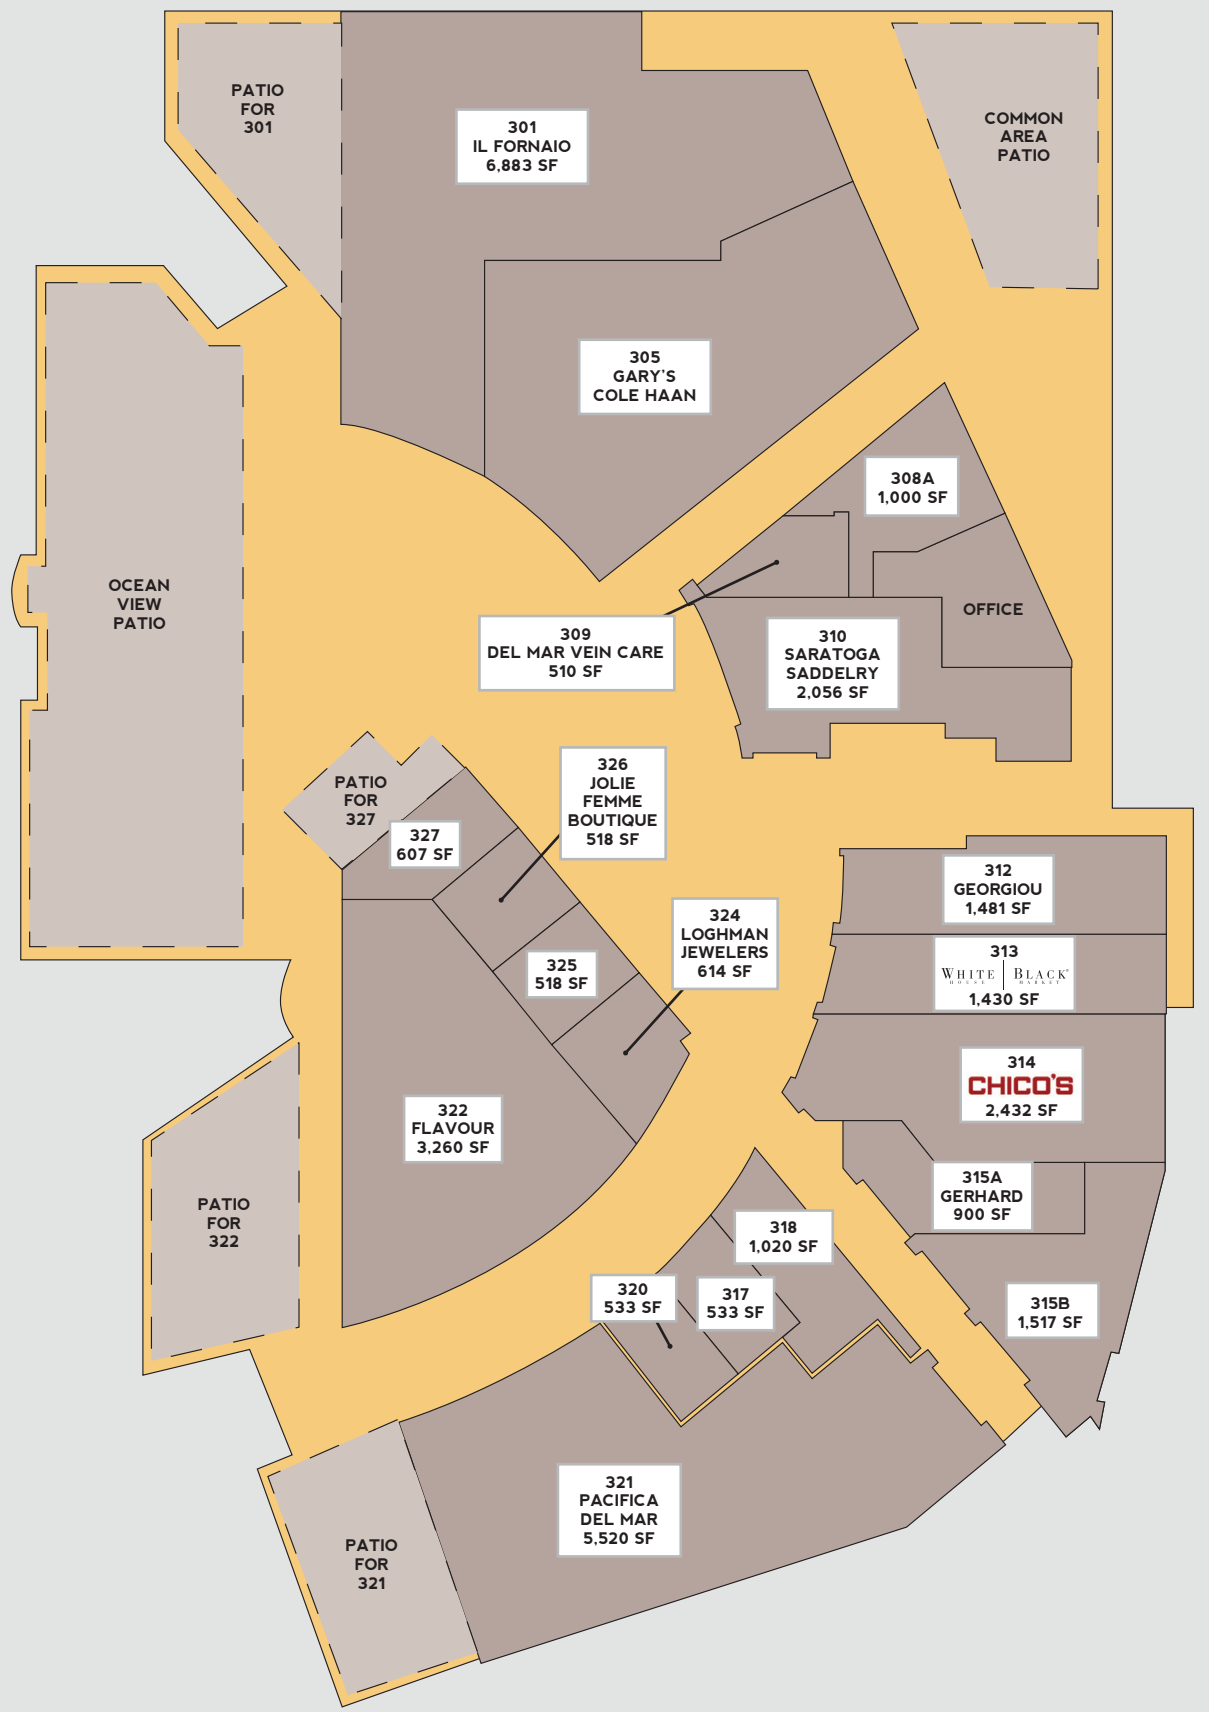 PATIO
FOR
301
301
IL FORNAIO
6,883 SF
COMMON
AREA
PATIO
305
GARY'S
COLE HAAN
308A
1,000 SF
OCEAN
VIEW
PATIO
OFFICE
309
DEL MAR VEIN CARE
510 SF
310
SARATOGA
SADDELRY
2,056 SF
326
JOLIE
FEMME
BOUTIQUE
518 SF
PATIO
FOR
327
327
607 SF
312
GEORGIOU
1,481 SF
324
LOGHMAN
JEWELERS
614 SF
325
518 SF
313
WHITE BLACK
HOUSE MARKET
1,430 SF
314
CHICO'S
2,432 SF
322
FLAVOUR
3,260 SF
315A
GERHARD
900 SF
PATIO
FOR
322
318
1,020 SF
320
533 SF
317
533 SF
315B
1,517 SF
321
PACIFICA
DEL MAR
5,520 SF
PATIO
FOR
321